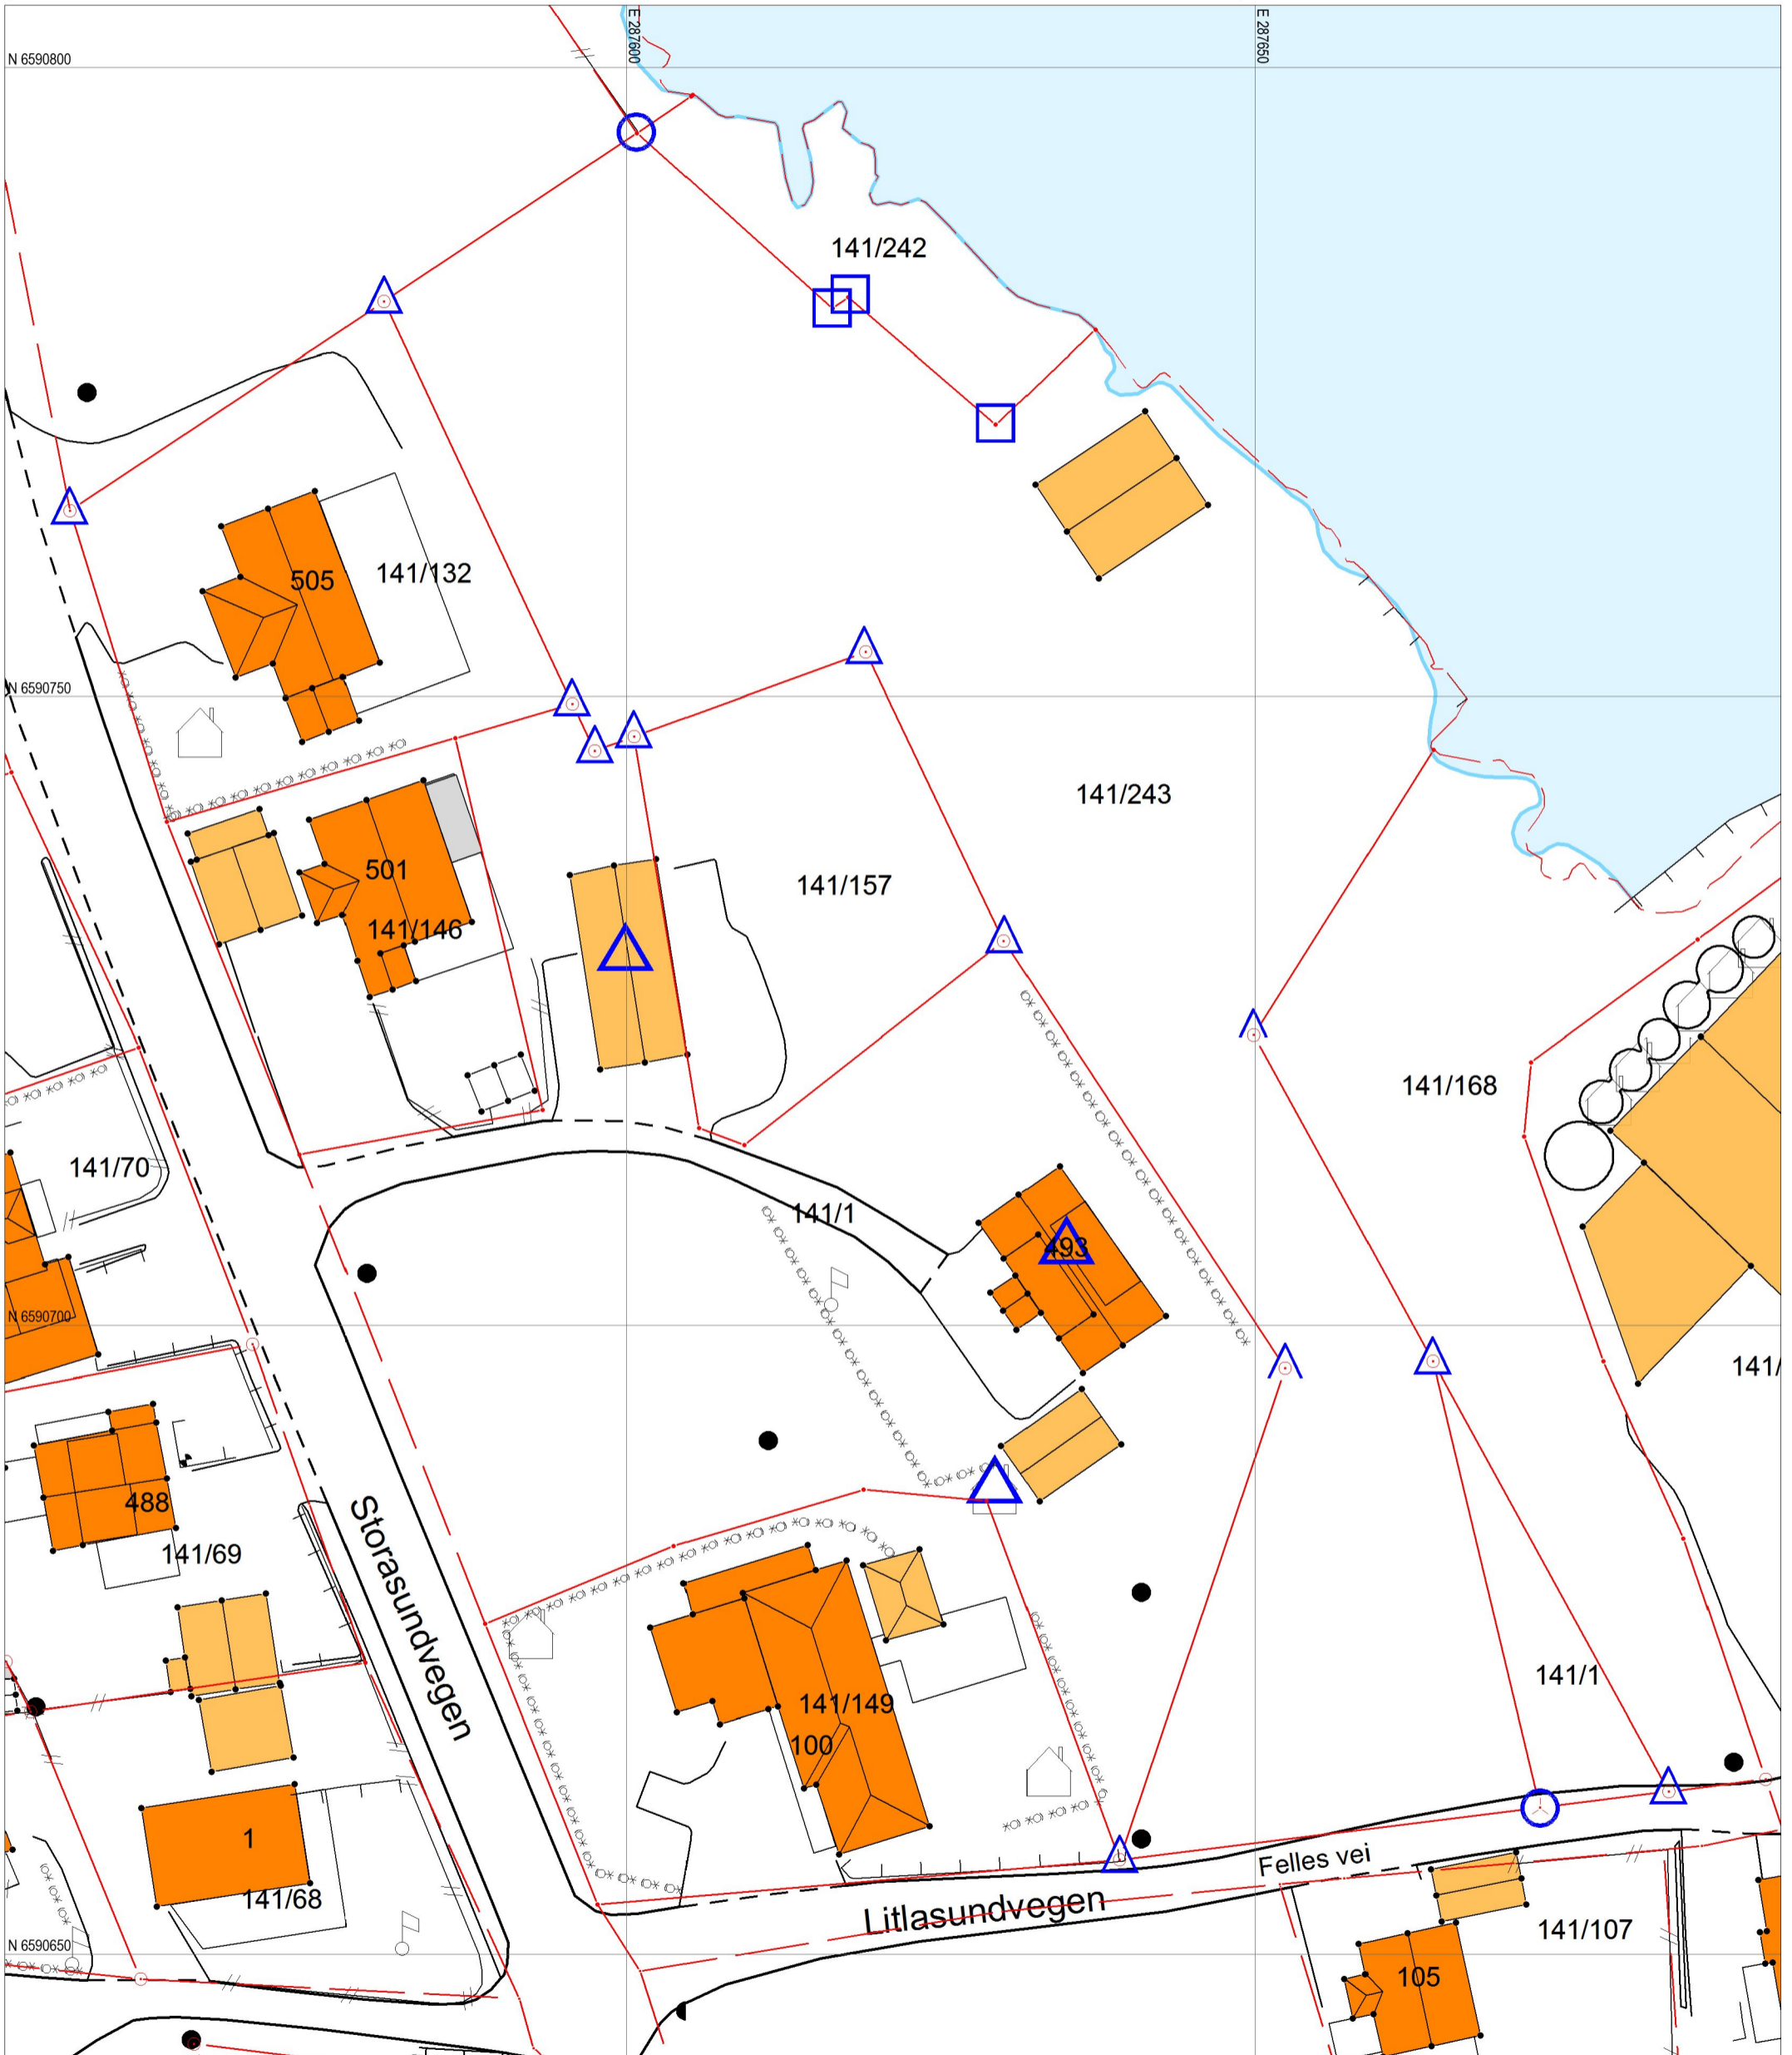 E 287600
E 287650
N 6590800
141/242
505
141/132
N 6590750
141/243
501
141/157
141/146
141/168
141/70
141/1
493
N 6590700
141/
488
141/69
Storasundvegen
141/1
141/149
100
1
Felles vei
141/68
Litlasundvegen
141/107
N 6590650
105